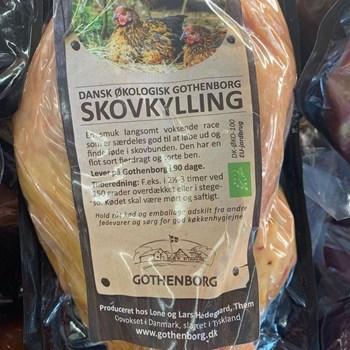 DANSK ØKOLOGISK GOTHENBORG
SKOVKYLLING
En smuk langsomt voksende race
som er særdeles god til at løbe ud og
finde føde i skovbunden. Den har en
flot sort fjerdragt og sorte ben.
Lever på Gothenborg i 90 dage.
Tilberedning: F.eks. i 2½-3 timer ved
150 grader overdækket eller i stege-
so. Kødet skal være mørt og saftigt.
Hold råt kød og emballage adskilt fra andre
fødevarer og sørg for god køkkenhygiejne
DK-ØKO-100
EU-jordbrug
GOTHENBORG
Produceret hos Lone og Lars Hedegaard, Them
Opvokset i Danmark, slagtet i Tyskland
www.gothenborg.dk